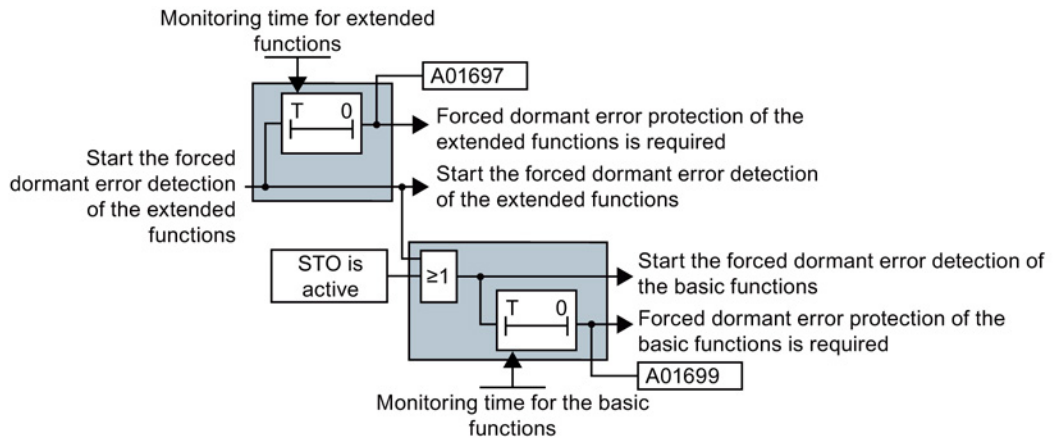 Monitoring time for extended
functions
A01697
T 0
Forced dormant error protection of the
extended functions is required
Start the forced
dormant error detection
of the extended
functions
Start the forced dormant error detection
of the extended functions
STO is
active
≥1
Start the forced dormant error detection of
the basic functions
T 0
Forced dormant error protection of the
basic functions is required
A01699
Monitoring time for the basic
functions